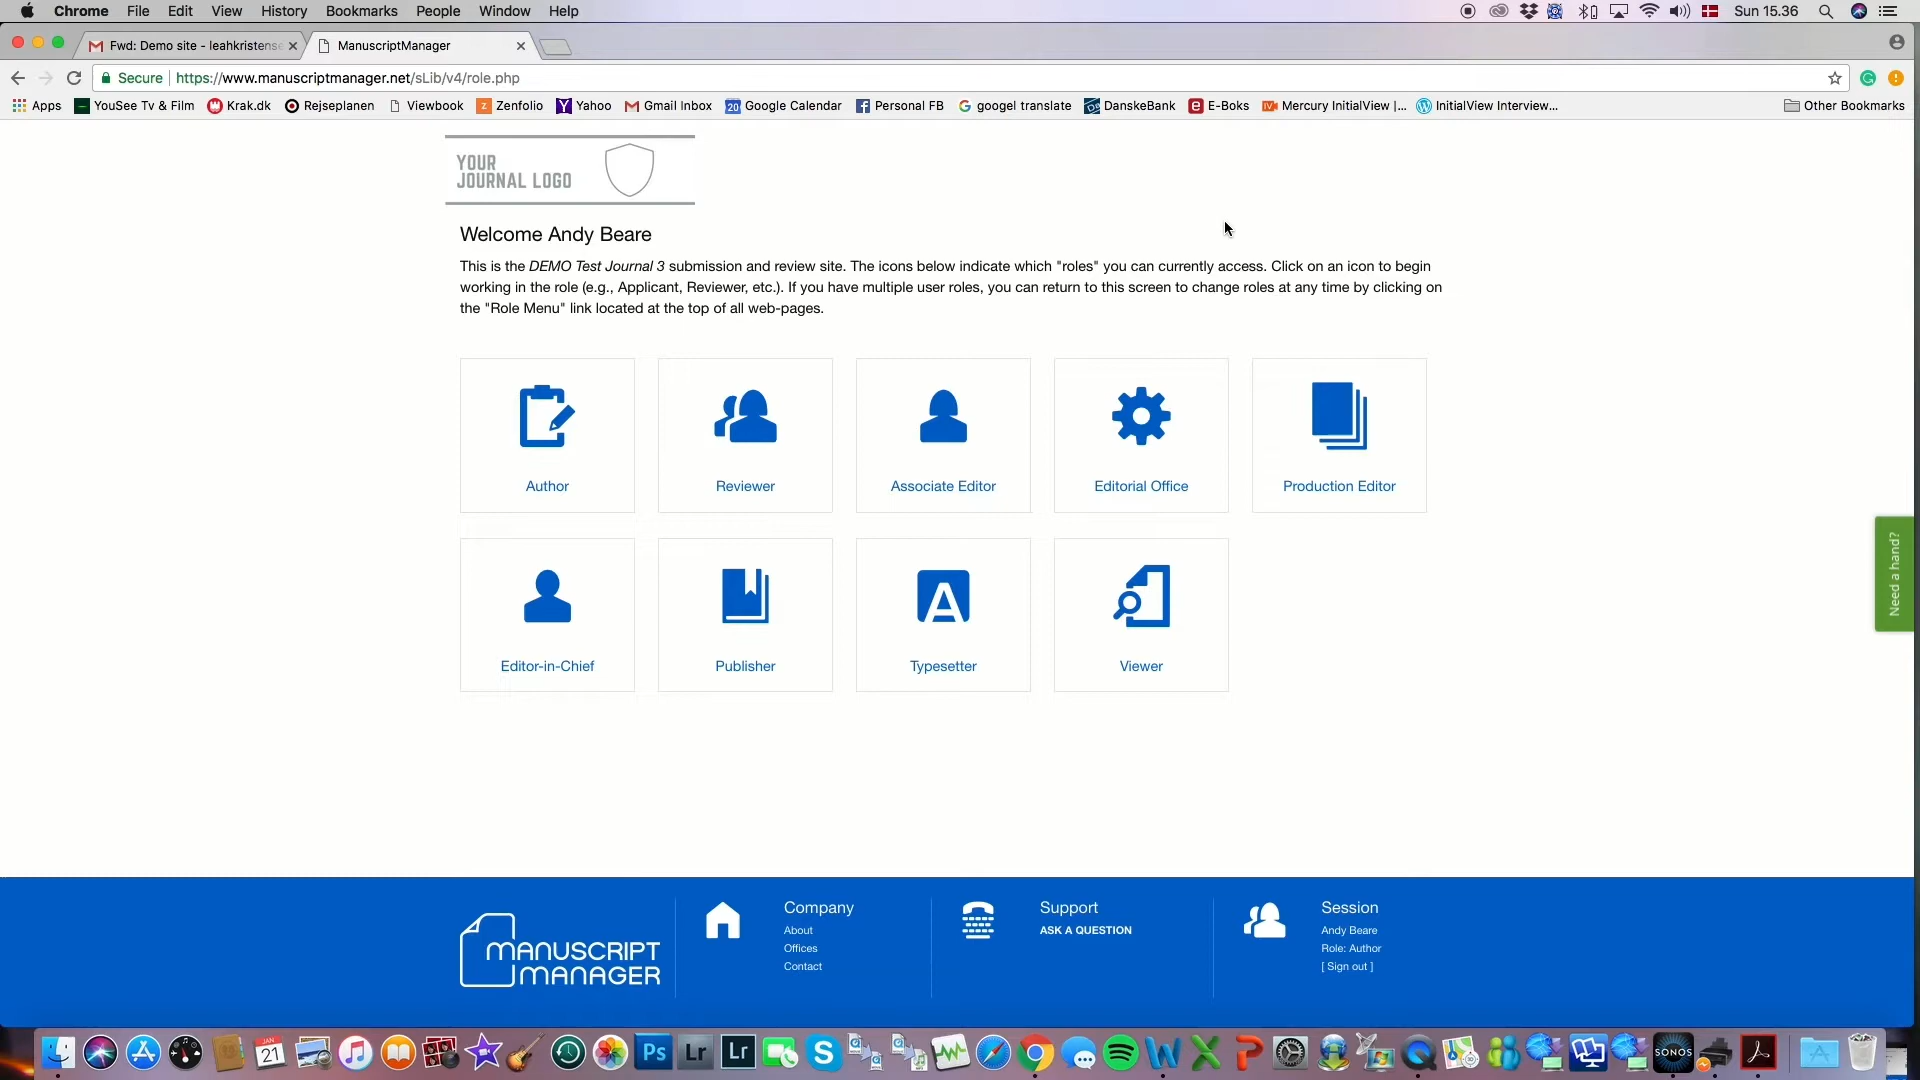 Chrome File Edit View History Bookmarks People Window Help Sun 15.36
Fwd: Demo site - leahkristense ManuscriptManager
Secure https://www.manuscriptmanager.net/sLib/v4/role.php
Apps YouSee Tv & Film Krak.dk Rejseplanen Viewbook Zenfolio Yahoo Gmail Inbox 20 Google Calendar Personal FB googel translate DanskeBank E-Boks Mercury InitialView |... InitialView Interview... Other Bookmarks
YOUR
JOURNAL LOGO
Welcome Andy Beare
This is the DEMO Test Journal 3 submission and review site. The icons below indicate which "roles" you can currently access. Click on an icon to begin
working in the role (e.g., Applicant, Reviewer, etc.). If you have multiple user roles, you can return to this screen to change roles at any time by clicking on
the "Role Menu" link located at the top of all web-pages.
Author Reviewer Associate Editor Editorial Office Production Editor
A
Editor-in-Chief Publisher Typesetter Viewer
Need a hand?
MANUSCRIPT
MANAGER
Company
About
Offices
Contact
Support
ASK A QUESTION
Session
Andy Beare
Role: Author
[ Sign out ]
JAN
21
Ps Lr Lr S W X P SONOS